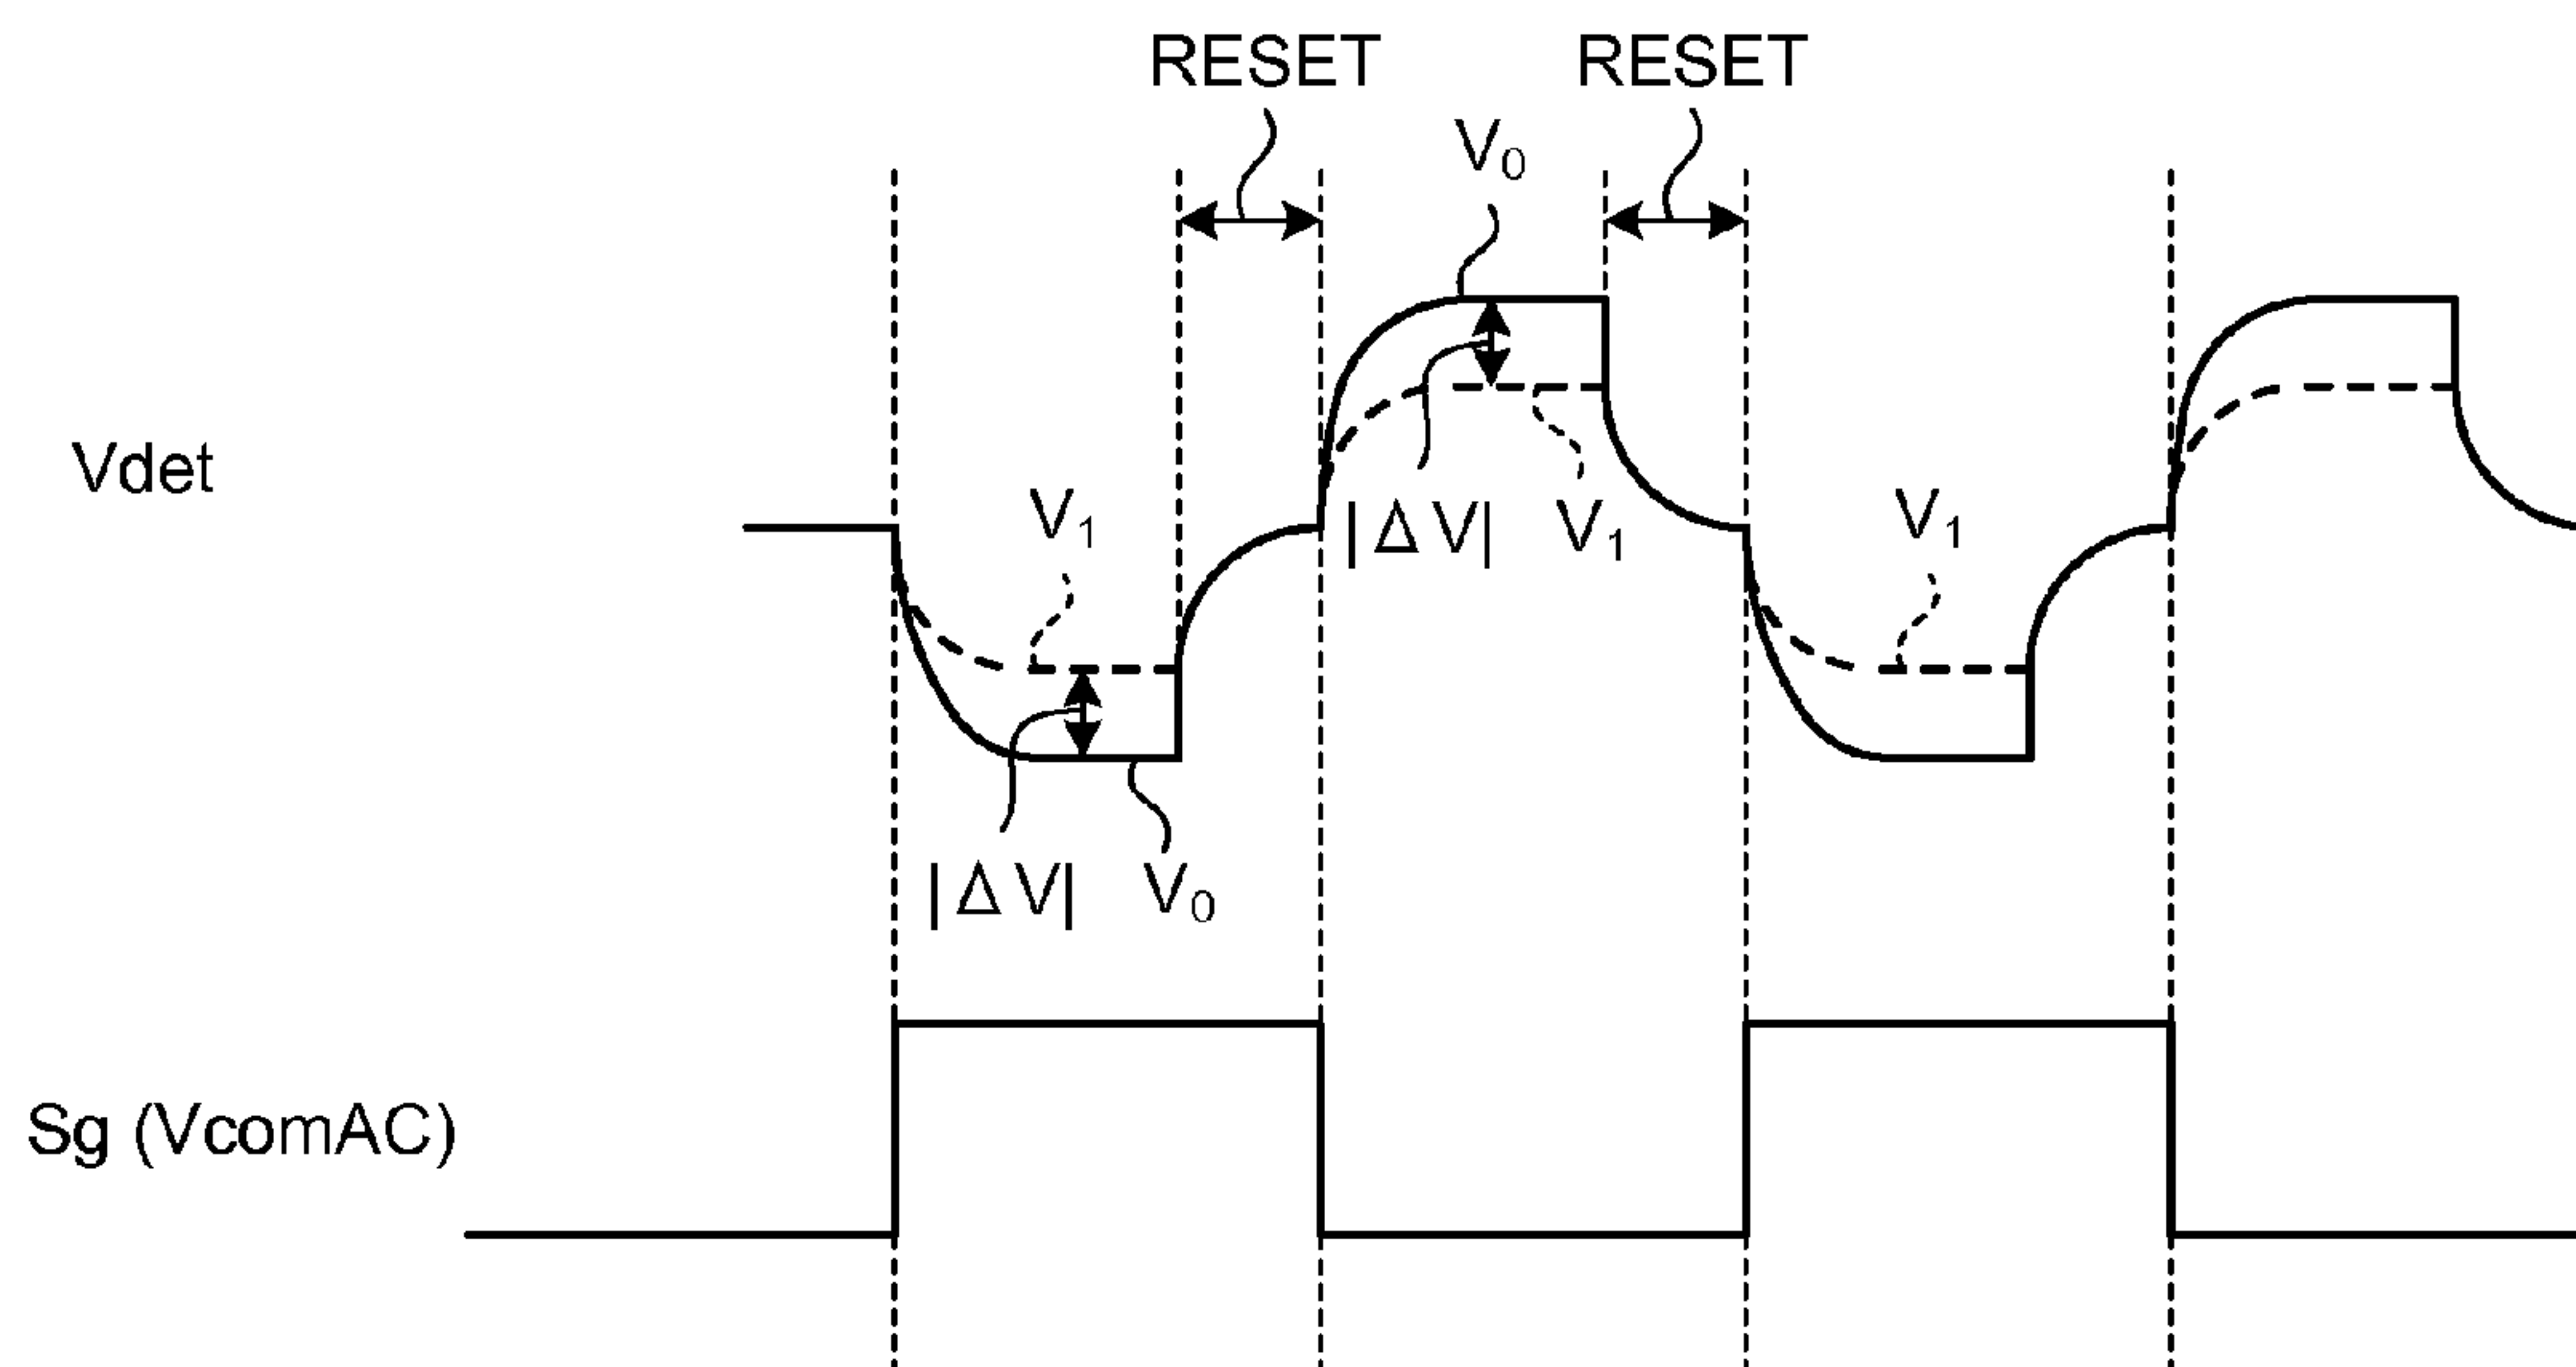 RESET RESET
V₀
Vdet
V₁ |ΔV| V₁ V₁
|ΔV| V₀
Sg (VcomAC)